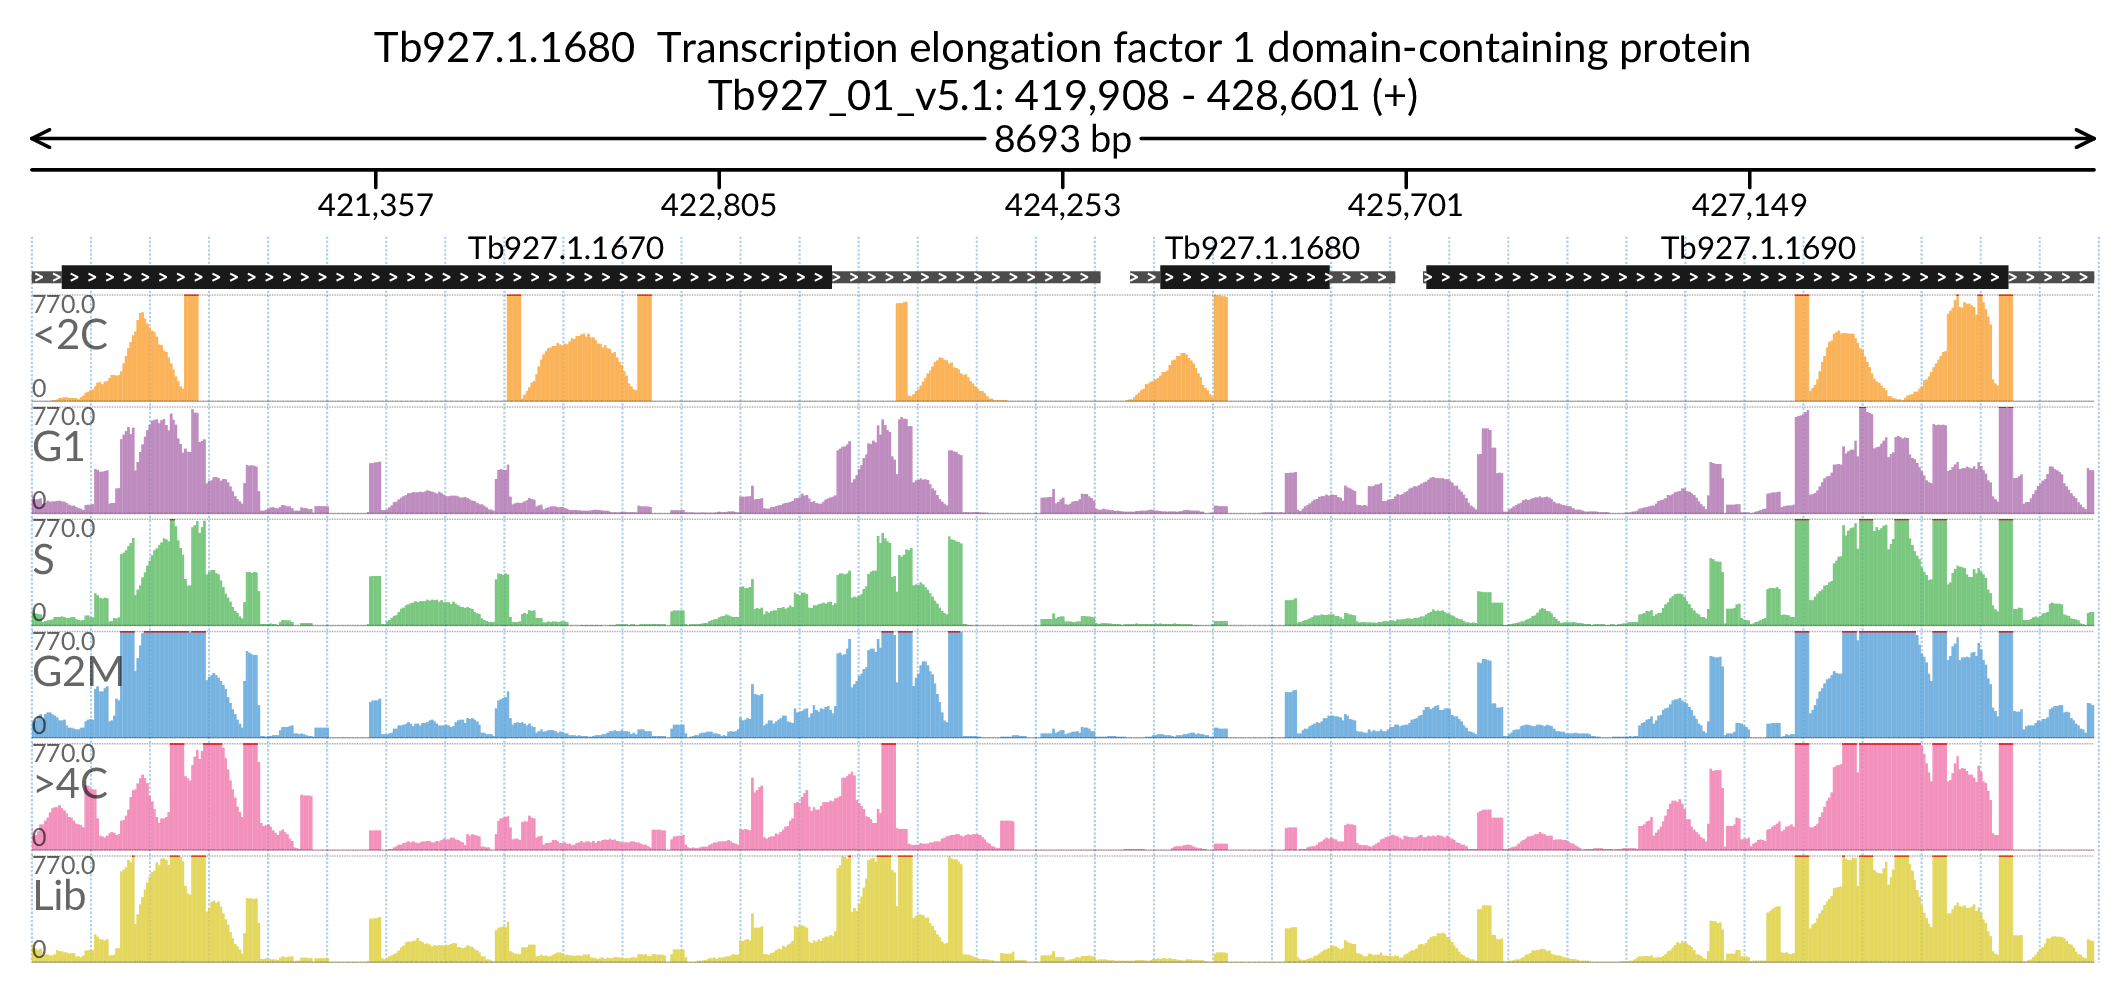 Tb927.1.1680 Transcription elongation factor 1 domain-containing protein
Tb927_01_v5.1: 419,908 - 428,601 (+)
8693 bp
421,357 422,805 424,253 425,701 427,149
Tb927.1.1670 Tb927.1.1680 Tb927.1.1690
770.0
<2C
0
770.0
G1
0
770.0
S
0
770.0
G2M
0
770.0
>4C
0
770.0
Lib
0